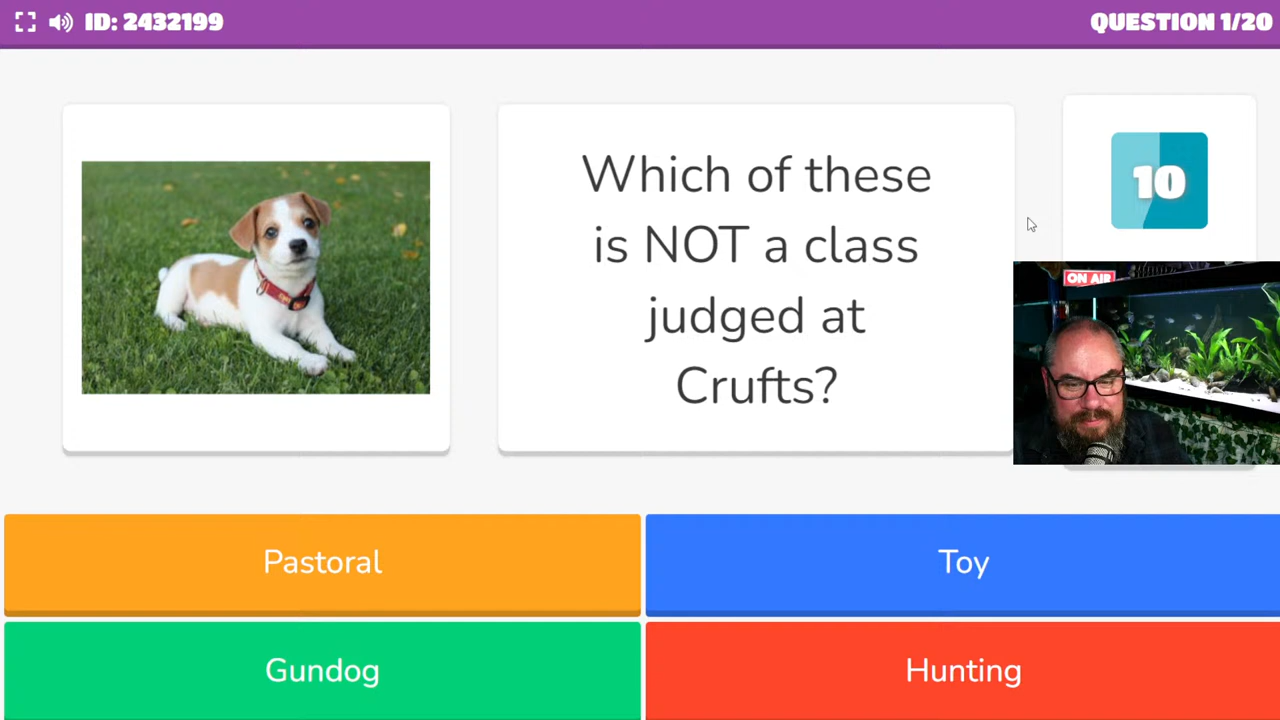 ID: 2432199
QUESTION 1/20
Which of these
is NOT a class
judged at
Crufts?
10
ON AIR
Pastoral
Toy
Gundog
Hunting